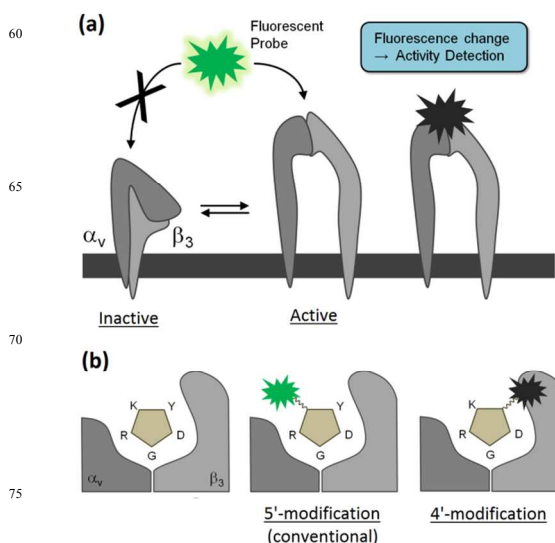 60
(a)
Fluorescent
Probe
Fluorescence change
→ Activity Detection
65
αv
β3
Inactive
Active
70
(b)
K
Y
R
D
G
αv
β3
Y
R
D
G
5'-modification
(conventional)
K
R
D
G
4'-modification
75